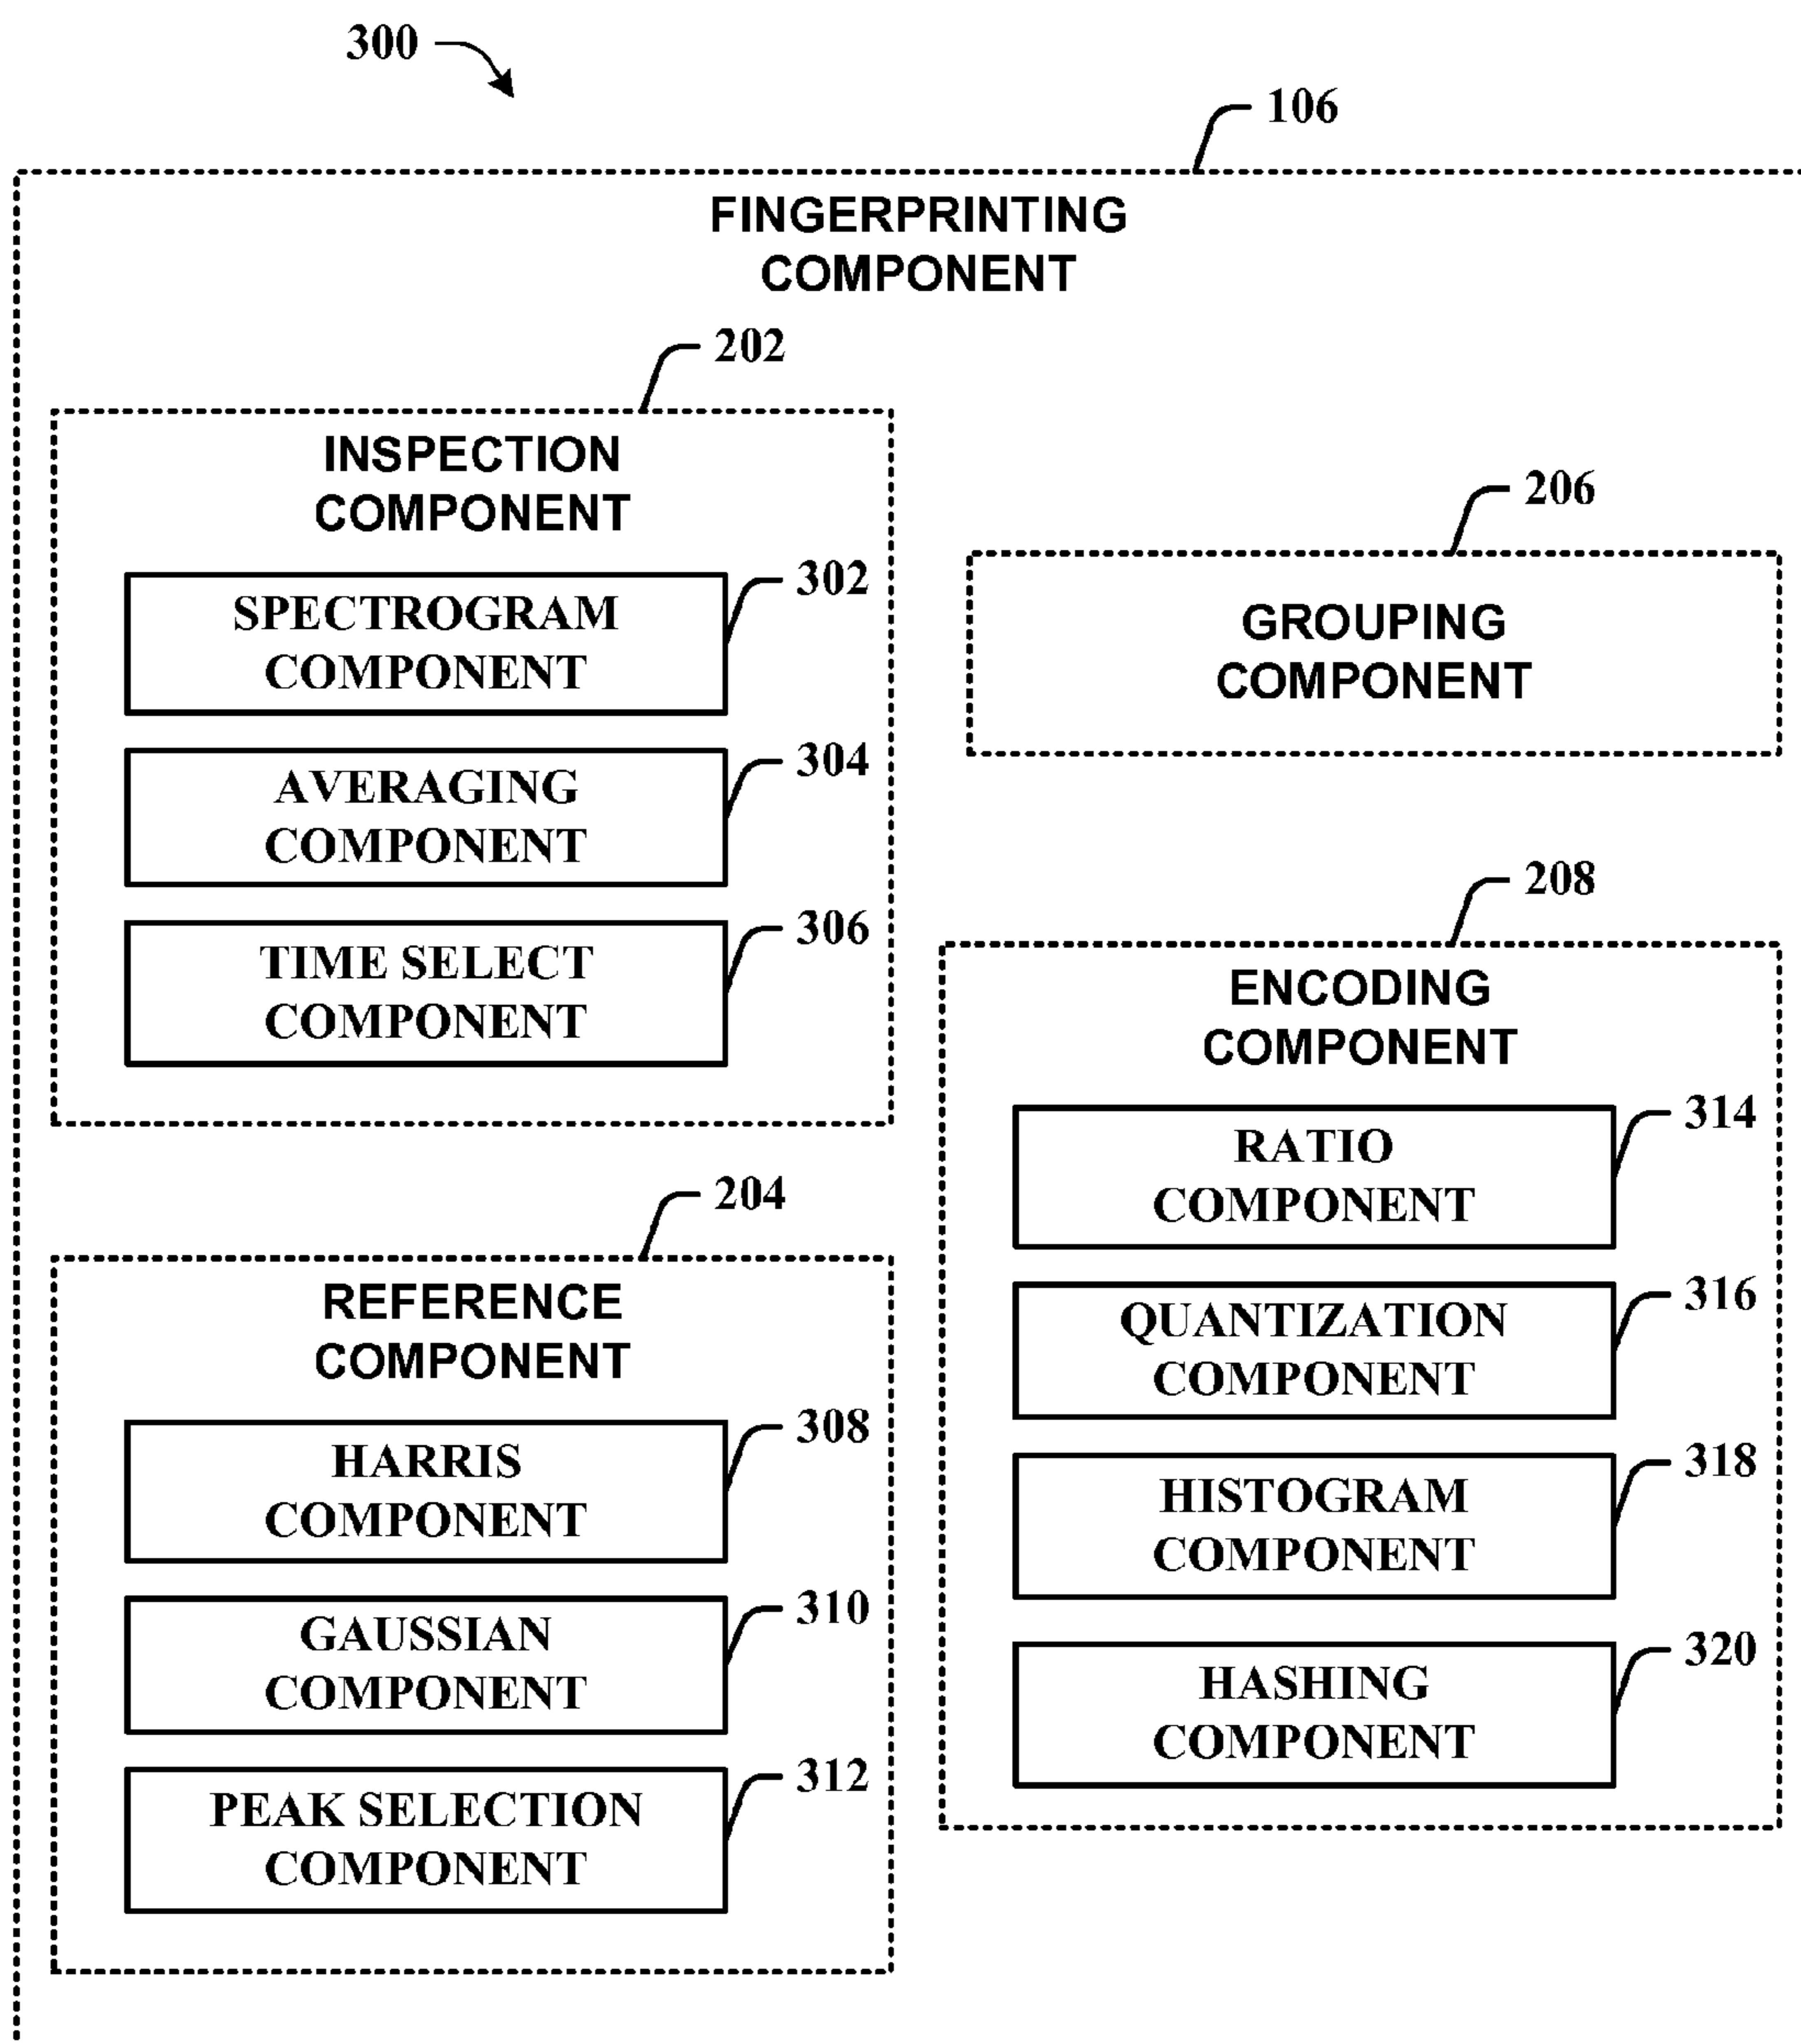 300
106
FINGERPRINTING
COMPONENT
202
INSPECTION
COMPONENT
302
SPECTROGRAM
COMPONENT
304
AVERAGING
COMPONENT
306
TIME SELECT
COMPONENT
204
REFERENCE
COMPONENT
308
HARRIS
COMPONENT
310
GAUSSIAN
COMPONENT
312
PEAK SELECTION
COMPONENT
206
GROUPING
COMPONENT
208
ENCODING
COMPONENT
314
RATIO
COMPONENT
316
QUANTIZATION
COMPONENT
318
HISTOGRAM
COMPONENT
320
HASHING
COMPONENT